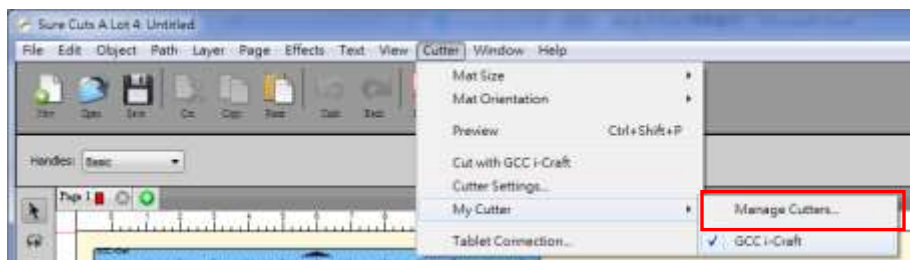 Sure Cuts A Lot 4: Untitled
File Edit Object Path Layer Page Effects Text View Cutter Window Help
Mat Size
Mat Orientation
Preview Ctrl+Shift+P
Handles: Basic
Cut with GCC i-Craft
Cutter Settings...
Page 1
My Cutter Manage Cutters...
Tablet Connection... GCC i-Craft